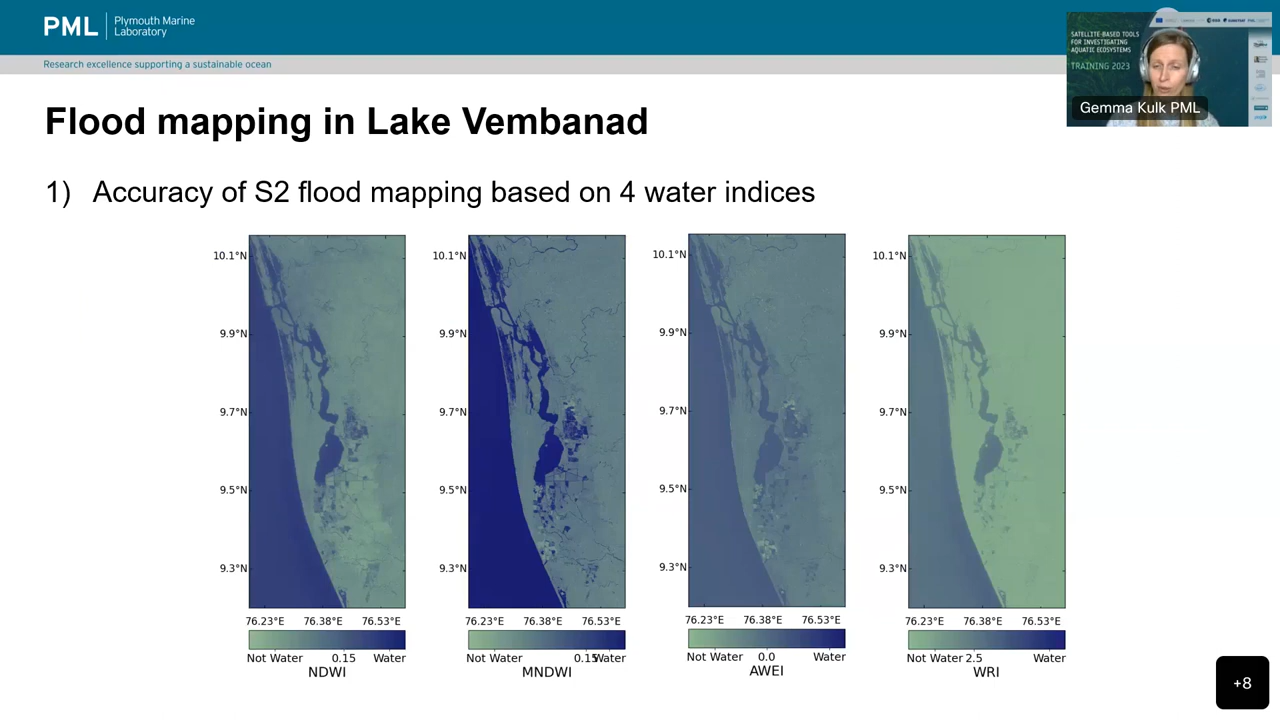 PML
Plymouth Marine
Laboratory
Research excellence supporting a sustainable ocean
SATELLITE-BASED TOOLS
FOR INVESTIGATING
AQUATIC ECOSYSTEMS
TRAINING 2023
Gemma Kulk PML
Flood mapping in Lake Vembanad
1) Accuracy of S2 flood mapping based on 4 water indices
10.1°N 10.1°N 10.1°N 10.1°N
9.9°N 9.9°N 9.9°N 9.9°N
9.7°N 9.7°N 9.7°N 9.7°N
9.5°N 9.5°N 9.5°N 9.5°N
9.3°N 9.3°N 9.3°N 9.3°N
76.23°E 76.38°E 76.53°E 76.23°E 76.38°E 76.53°E 76.23°E 76.38°E 76.53°E 76.23°E 76.38°E 76.53°E
Not Water 0.15 Water Not Water 0.15 Water Not Water 0.0 Water Not Water 2.5 Water
NDWI MNDWI AWEI WRI
+8